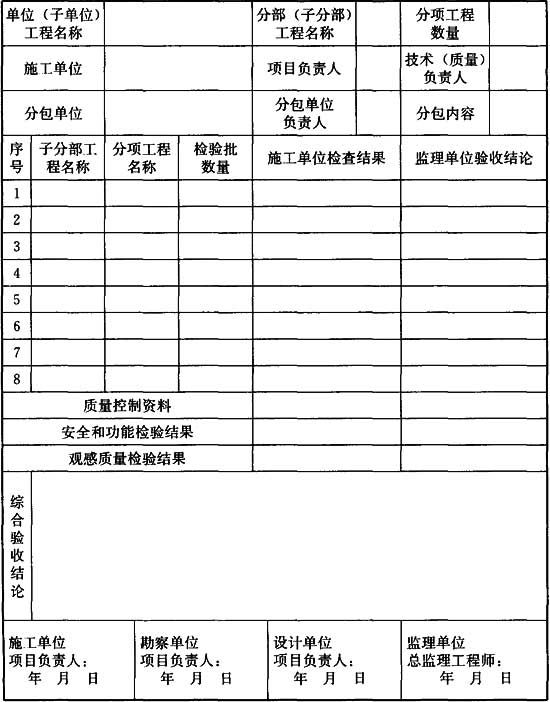 单位（子单位） 分部（子分部） 分项工程
工程名称 工程名称 数量
施工单位 项目负责人 技术（质量）
负责人
分包单位 分包单位
负责人 分包内容
序
号 子分部工
程名称 分项工程
名称 检验批
数量 施工单位检查结果 监理单位验收结论
1
2
3
4
5
6
7
8
质量控制资料
安全和功能检验结果
观感质量检验结果
综
合
验
收
结
论
施工单位 勘察单位 设计单位 监理单位
项目负责人： 项目负责人： 项目负责人： 总监理工程师：
年 月 日 年 月 日 年 月 日 年 月 日